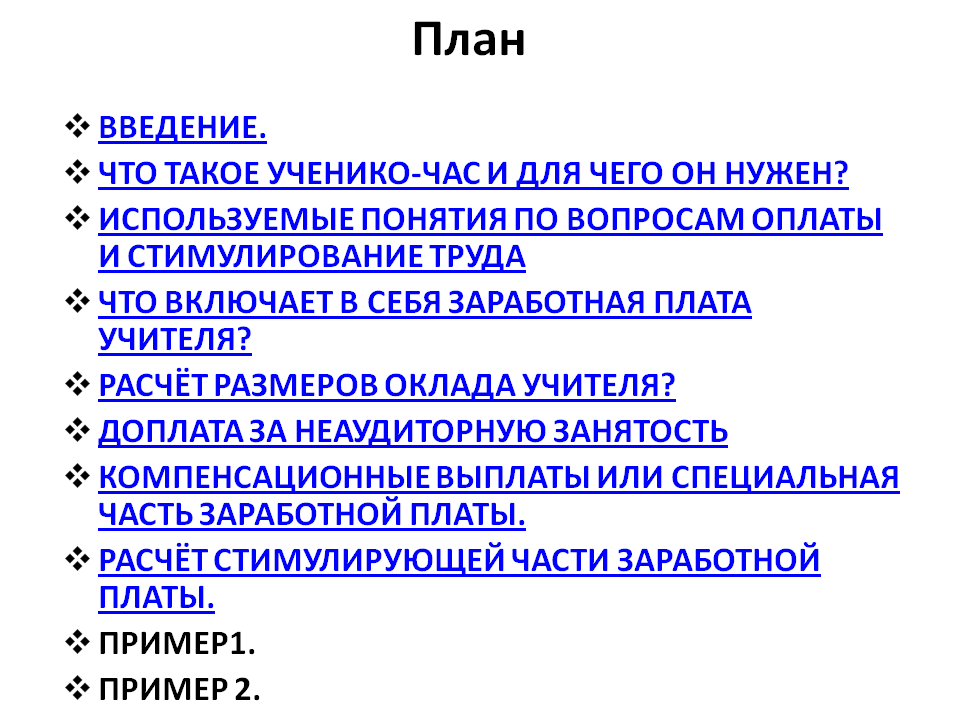 План
❖ ВВЕДЕНИЕ.
❖ ЧТО ТАКОЕ УЧЕНИКО-ЧАС И ДЛЯ ЧЕГО ОН НУЖЕН?
❖ ИСПОЛЬЗУЕМЫЕ ПОНЯТИЯ ПО ВОПРОСАМ ОПЛАТЫ
И СТИМУЛИРОВАНИЕ ТРУДА
❖ ЧТО ВКЛЮЧАЕТ В СЕБЯ ЗАРАБОТНАЯ ПЛАТА
УЧИТЕЛЯ?
❖ РАСЧЁТ РАЗМЕРОВ ОКЛАДА УЧИТЕЛЯ?
❖ ДОПЛАТА ЗА НЕАУДИТОРНУЮ ЗАНЯТОСТЬ
❖ КОМПЕНСАЦИОННЫЕ ВЫПЛАТЫ ИЛИ СПЕЦИАЛЬНАЯ
ЧАСТЬ ЗАРАБОТНОЙ ПЛАТЫ.
❖ РАСЧЁТ СТИМУЛИРУЮЩЕЙ ЧАСТИ ЗАРАБОТНОЙ
ПЛАТЫ.
❖ ПРИМЕР1.
❖ ПРИМЕР 2.